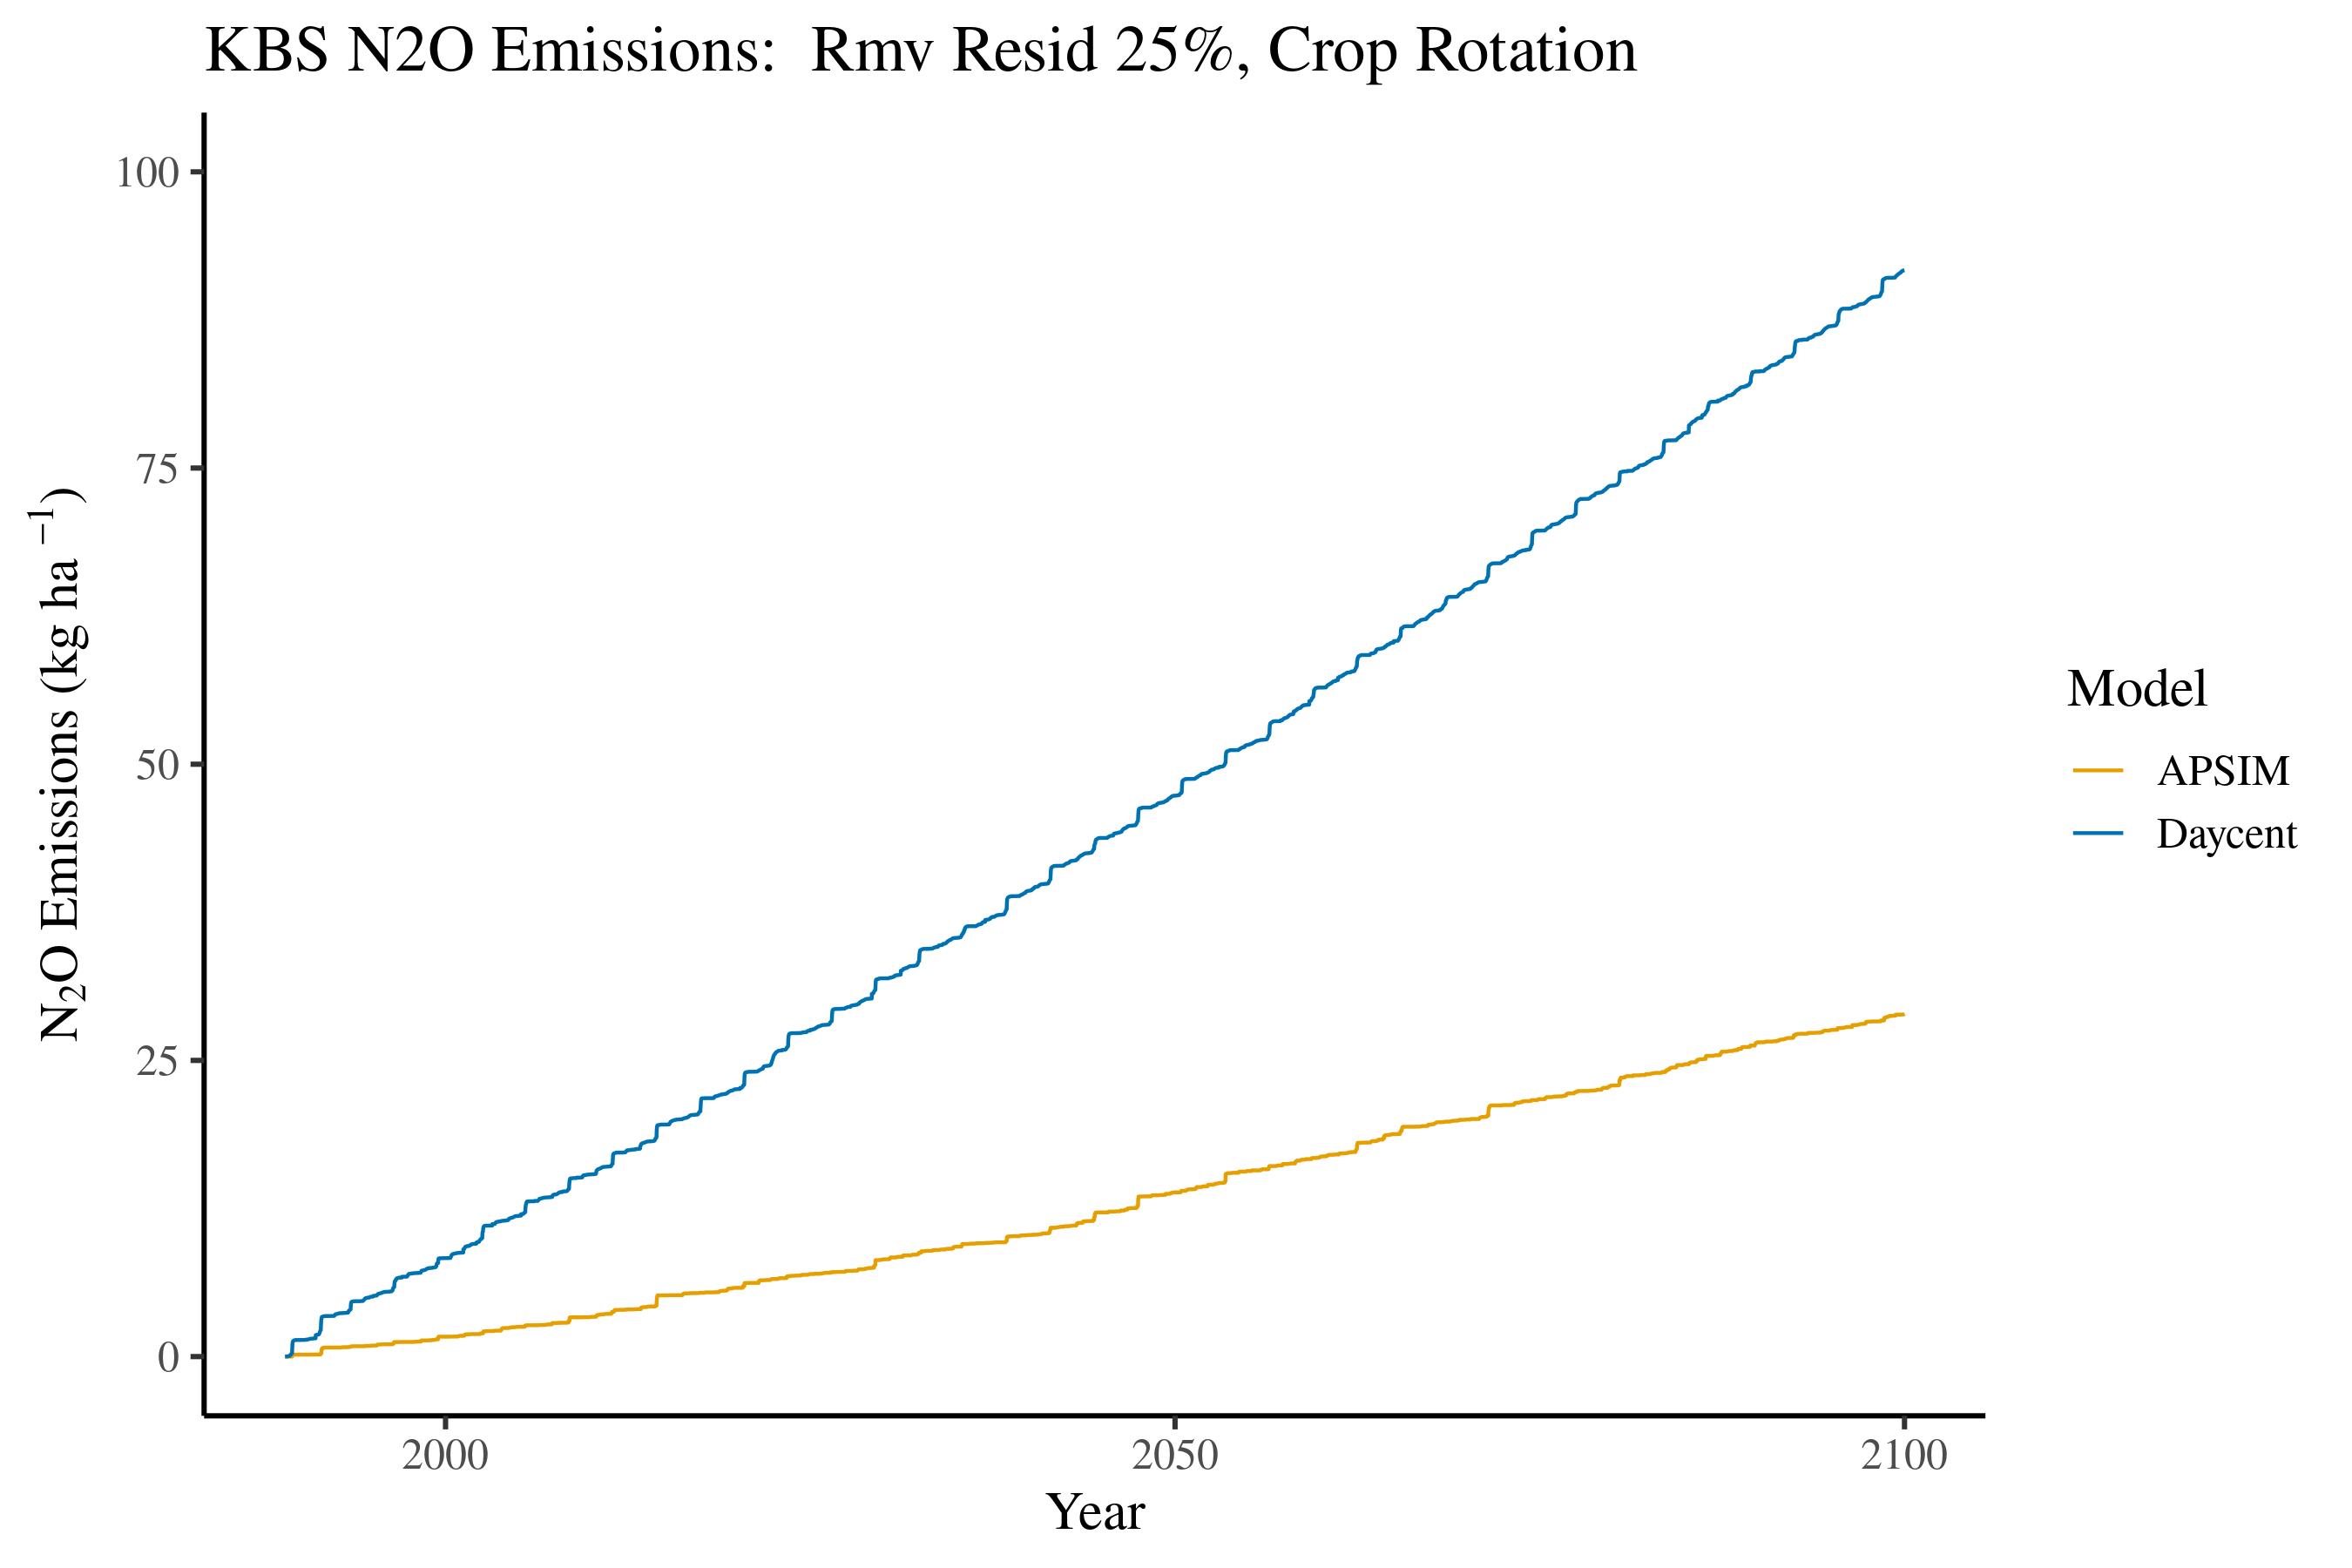 KBS N2O Emissions:  Rmv Resid 25%, Crop Rotation
N₂O Emissions (kg ha ⁻¹)
100
75
50
25
0
2000
2050
2100
Year
Model
APSIM
Daycent